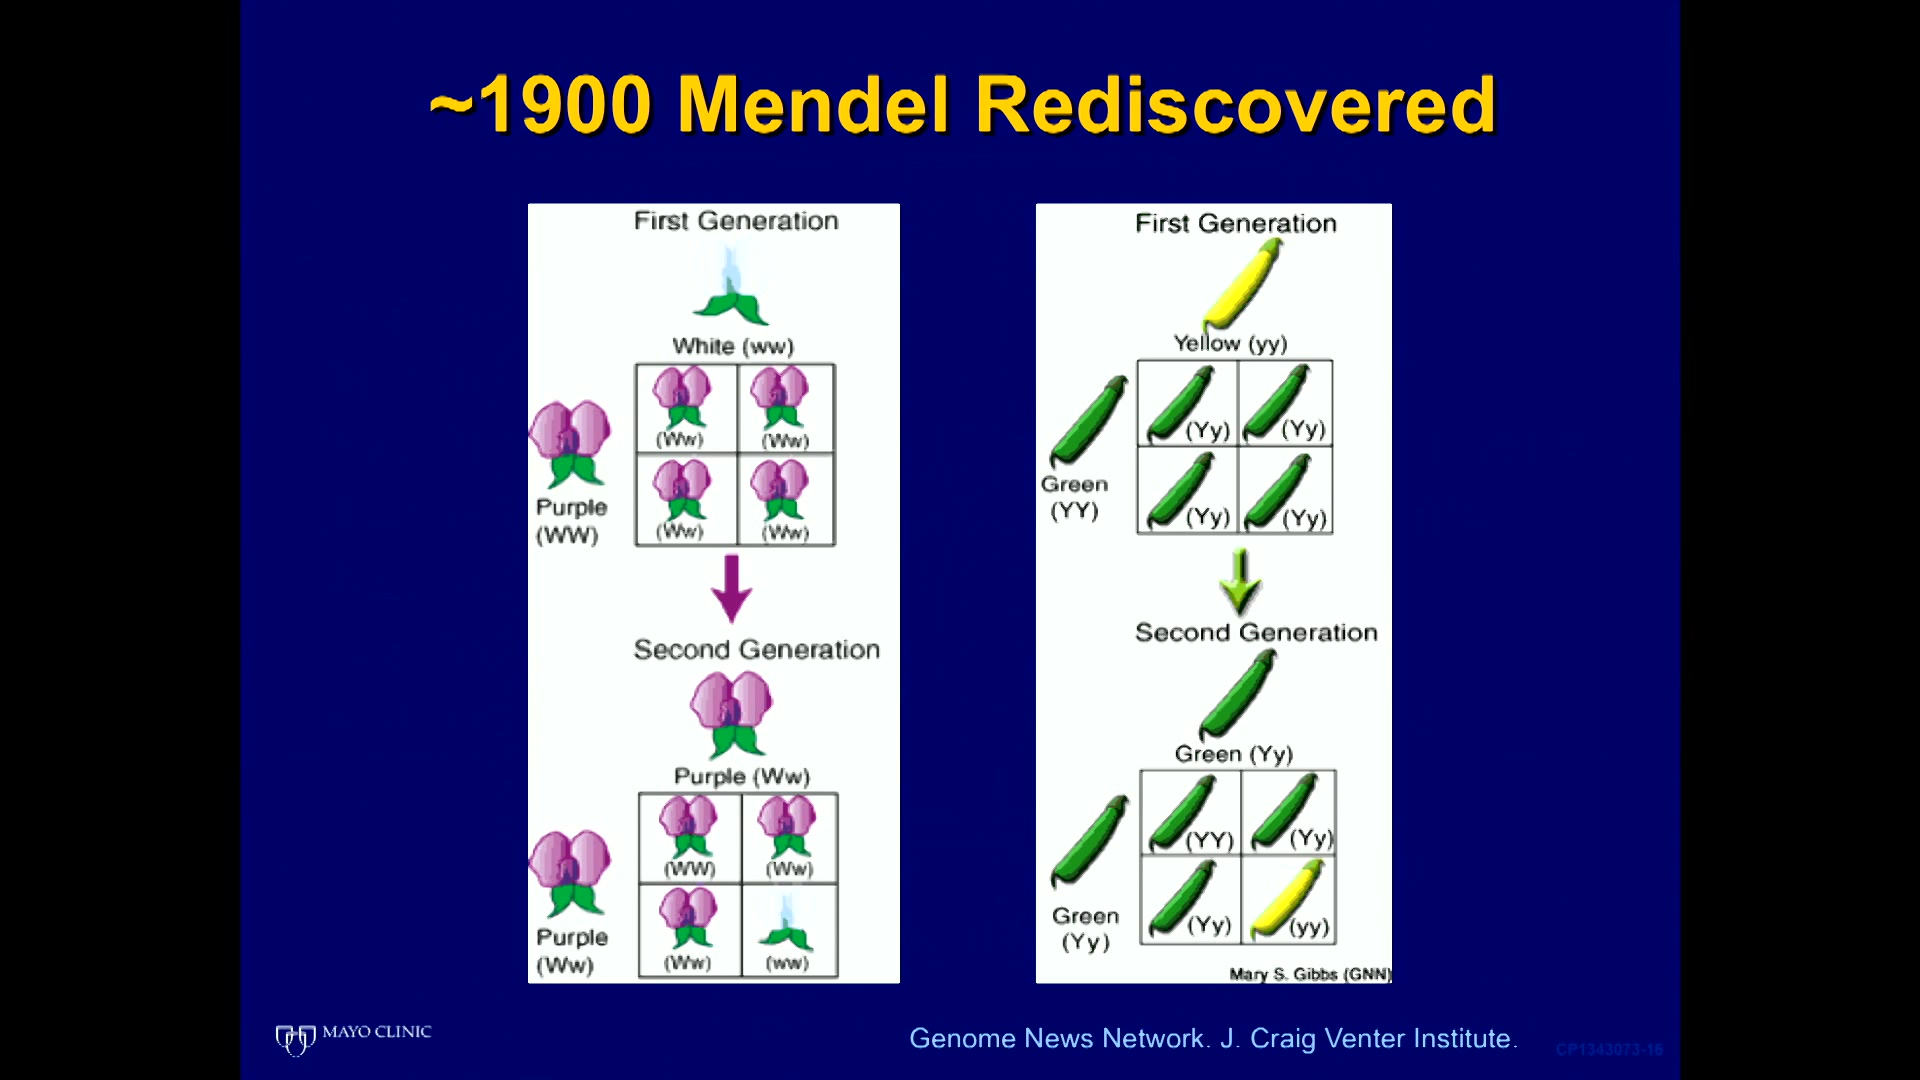 ~1900 Mendel Rediscovered
First Generation
White (ww)
(Ww) (Ww)
Purple
(WW)
(Ww) (Ww)
Second Generation
Purple (Ww)
(WW) (Ww)
Purple
(Ww)
(Ww) (ww)
First Generation
Yellow (yy)
(Yy) (Yy)
Green
(YY)
(Yy) (Yy)
Second Generation
Green (Yy)
(YY) (Yy)
Green
(Yy)
(Yy) (yy)
Mary S. Gibbs (GNN)
MAYO CLINIC
Genome News Network. J. Craig Venter Institute.
CP1343073-16